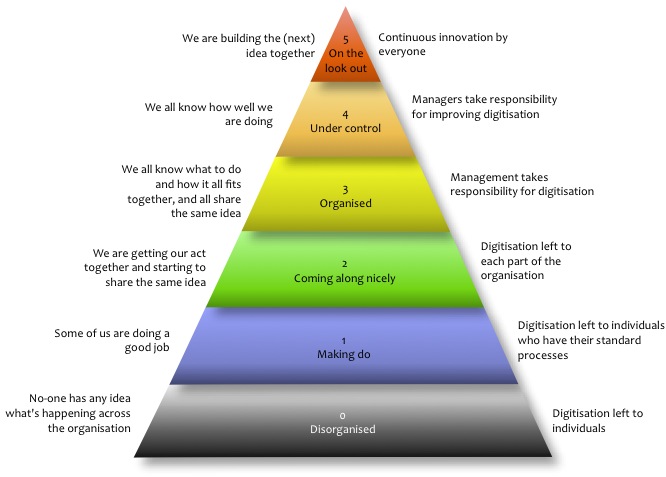 We are building the (next)
idea together
5
On the
look out
Continuous innovation by
everyone
We all know how well we
are doing
4
Under control
Managers take responsibility
for improving digitisation
We all know what to do
and how it all fits
together, and all share
the same idea
3
Organised
Management takes
responsibility for digitisation
We are getting our act
together and starting to
share the same idea
2
Coming along nicely
Digitisation left to
each part of the
organisation
Some of us are doing a
good job
1
Making do
Digitisation left to individuals
who have their standard
processes
No-one has any idea
what's happening across
the organisation
0
Disorganised
Digitisation left to
individuals